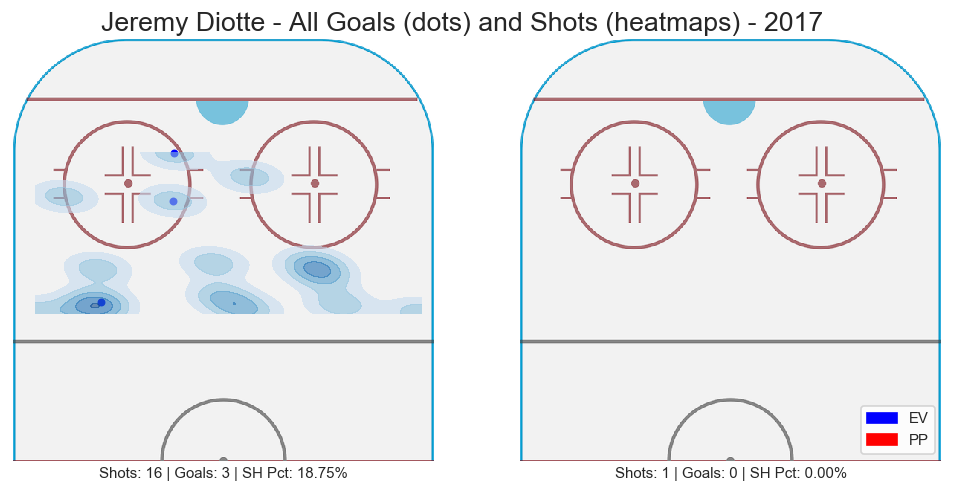 Jeremy Diotte - All Goals (dots) and Shots (heatmaps) - 2017
EV
PP
Shots: 16 | Goals: 3 | SH Pct: 18.75%
Shots: 1 | Goals: 0 | SH Pct: 0.00%